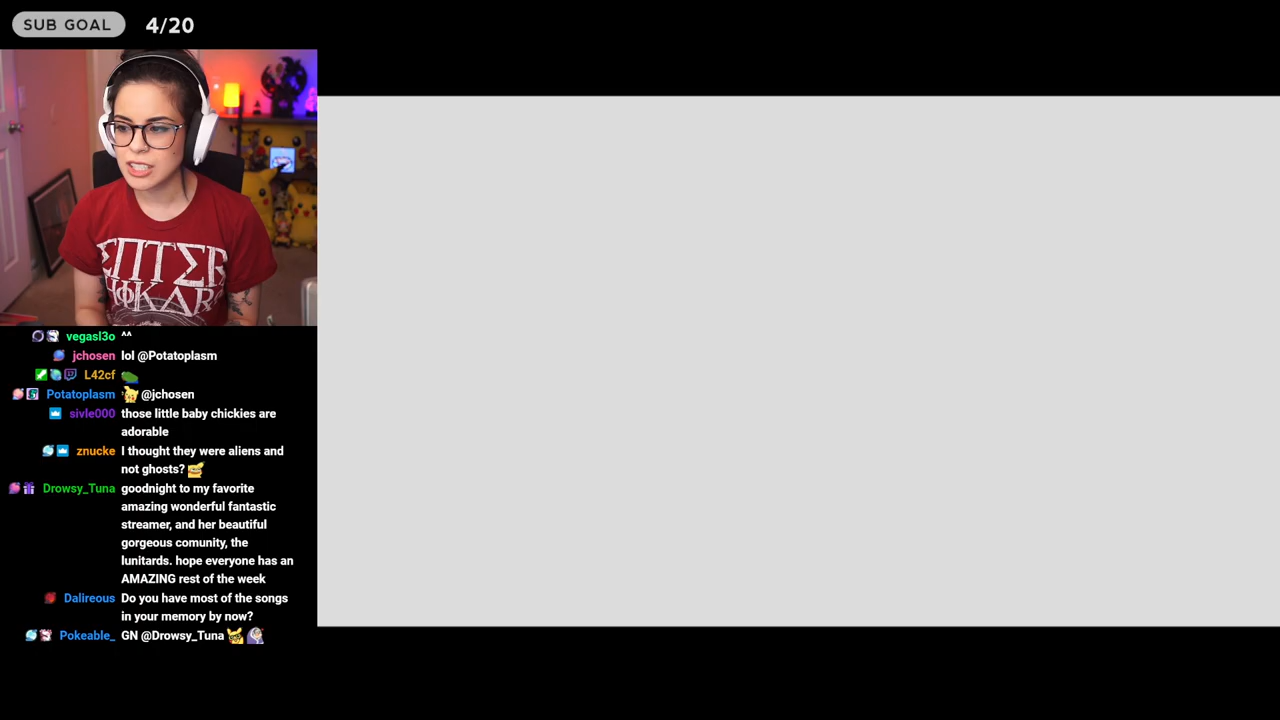 SUB GOAL 4/20
ΣΠΤΣR
vegasl3o ^^
jchosen lol @Potatoplasm
L42cf
Potatoplasm @jchosen
sivle000 those little baby chickies are
adorable
znucke I thought they were aliens and
not ghosts?
Drowsy_Tuna goodnight to my favorite
amazing wonderful fantastic
streamer, and her beautiful
gorgeous comunity, the
lunitards. hope everyone has an
AMAZING rest of the week
Dalireous Do you have most of the songs
in your memory by now?
Pokeable_ GN @Drowsy_Tuna